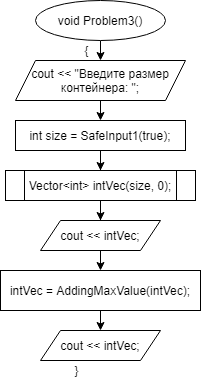 void Problem3()
{
cout << "Введите размер
контейнера: ";
int size = SafeInput1(true);
Vector<int> intVec(size, 0);
cout << intVec;
intVec = AddingMaxValue(intVec);
cout << intVec;
}